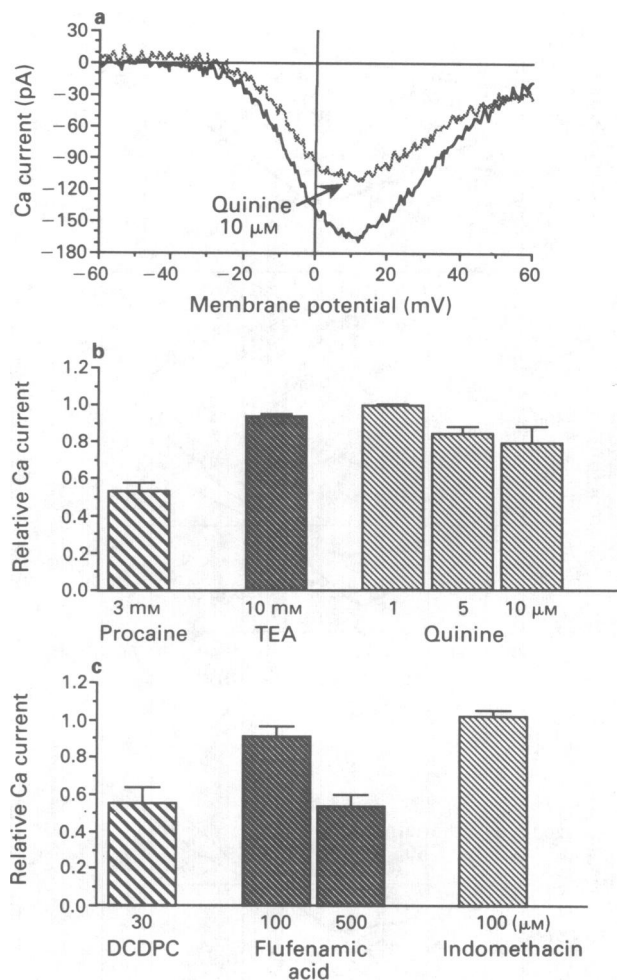 a
30
0
−30
−60
−90
−120
−150
−180
Ca current (pA)
Quinine
10 μM
−60 −40 −20 0 20 40 60
Membrane potential (mV)
b
1.2
1.0
0.8
0.6
0.4
0.2
0.0
Relative Ca current
3 mM 10 mM 1 5 10 μM
Procaine TEA Quinine
c
1.2
1.0
0.8
0.6
0.4
0.2
0.0
Relative Ca current
30 100 500 100 (μM)
DCDPC Flufenamic Indomethacin
acid